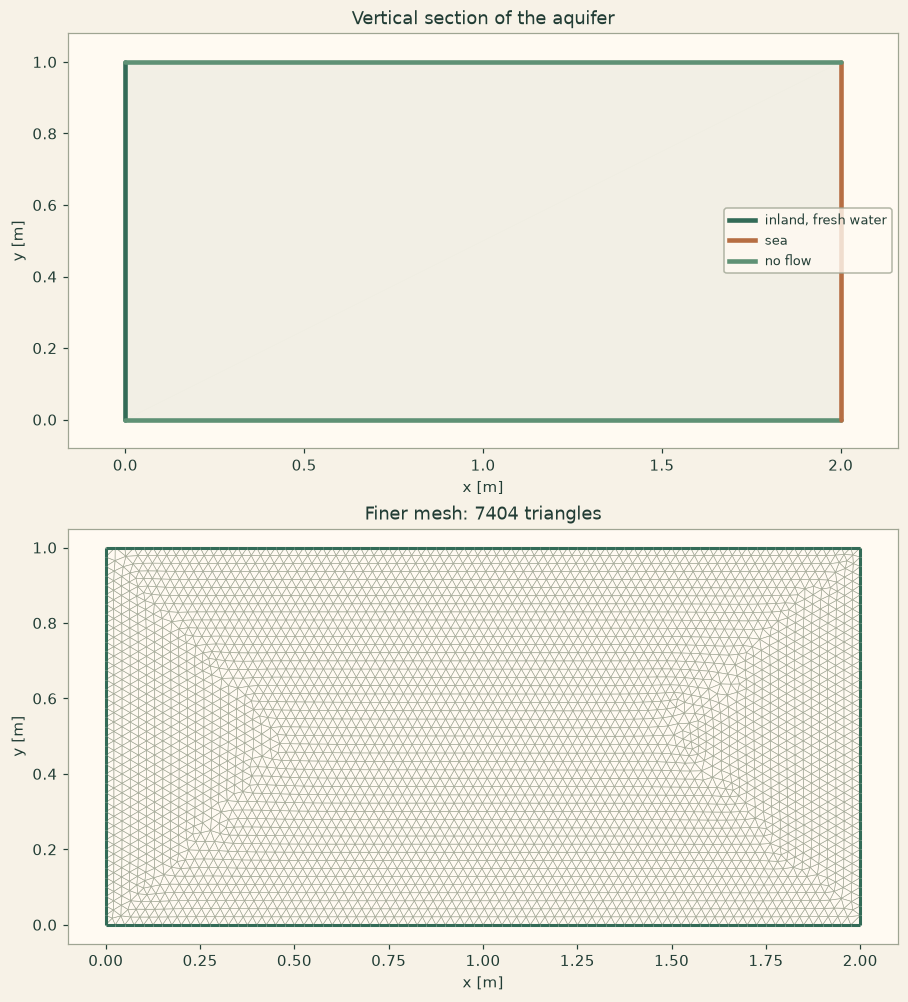 Vertical section of the aquifer
1.0
0.8
0.6
0.4
0.2
0.0
y [m]
inland, fresh water
sea
no flow
0.0 0.5 1.0 1.5 2.0
x [m]
Finer mesh: 7404 triangles
1.0
0.8
0.6
0.4
0.2
0.0
y [m]
0.00 0.25 0.50 0.75 1.00 1.25 1.50 1.75 2.00
x [m]